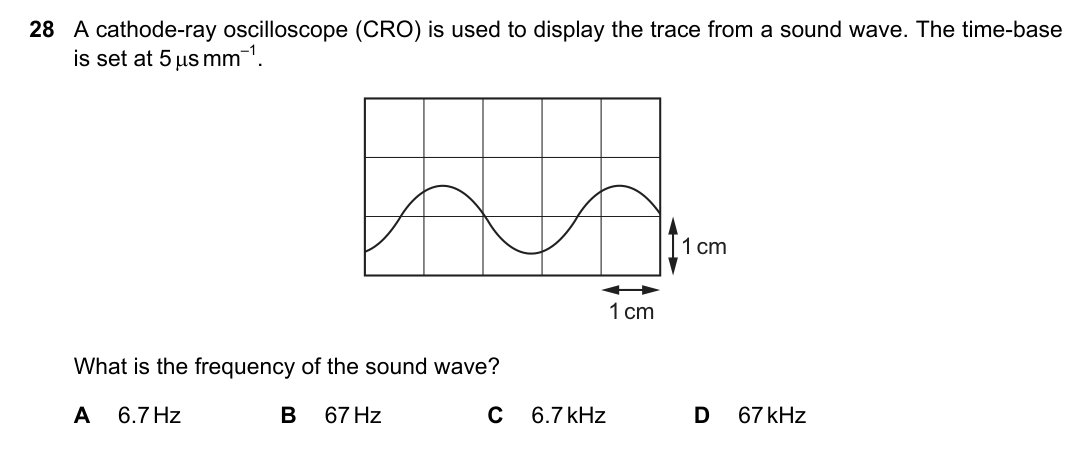 28 A cathode-ray oscilloscope (CRO) is used to display the trace from a sound wave. The time-base
is set at 5 μs mm⁻¹.
1 cm
1 cm
What is the frequency of the sound wave?
A 6.7 Hz B 67 Hz C 6.7 kHz D 67 kHz